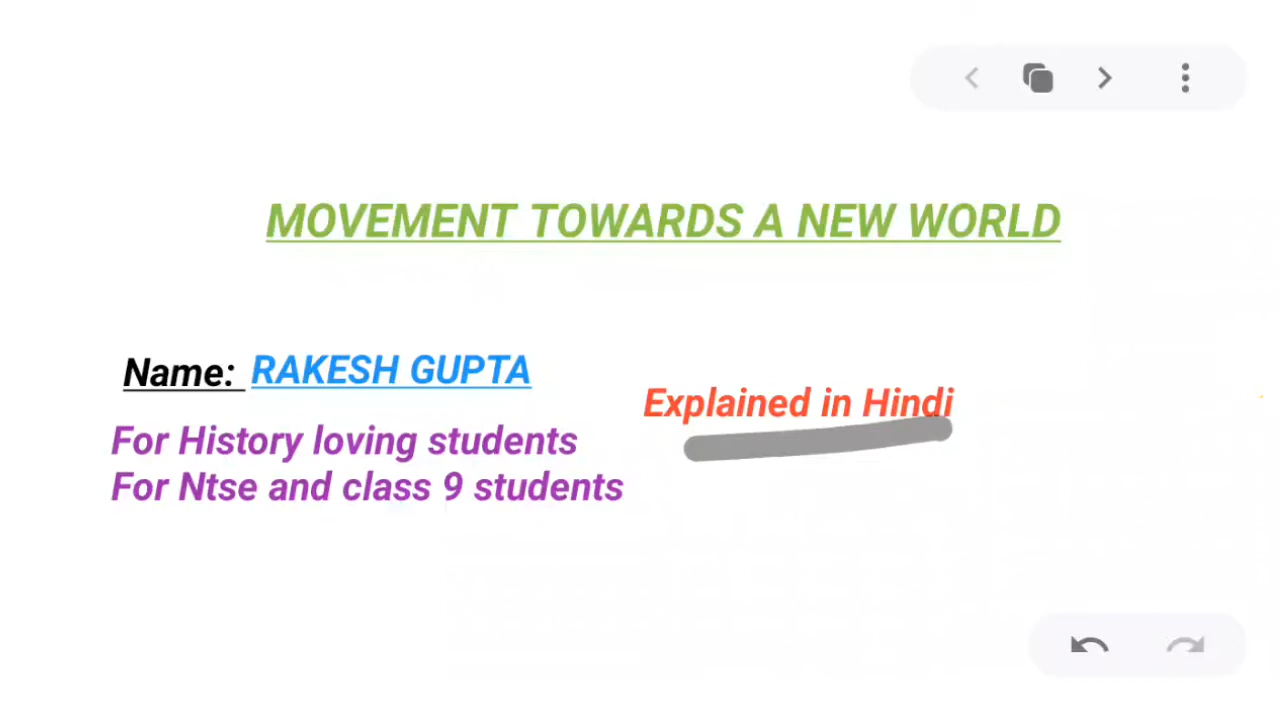 MOVEMENT TOWARDS A NEW WORLD
Name: RAKESH GUPTA
Explained in Hindi
For History loving students
For Ntse and class 9 students